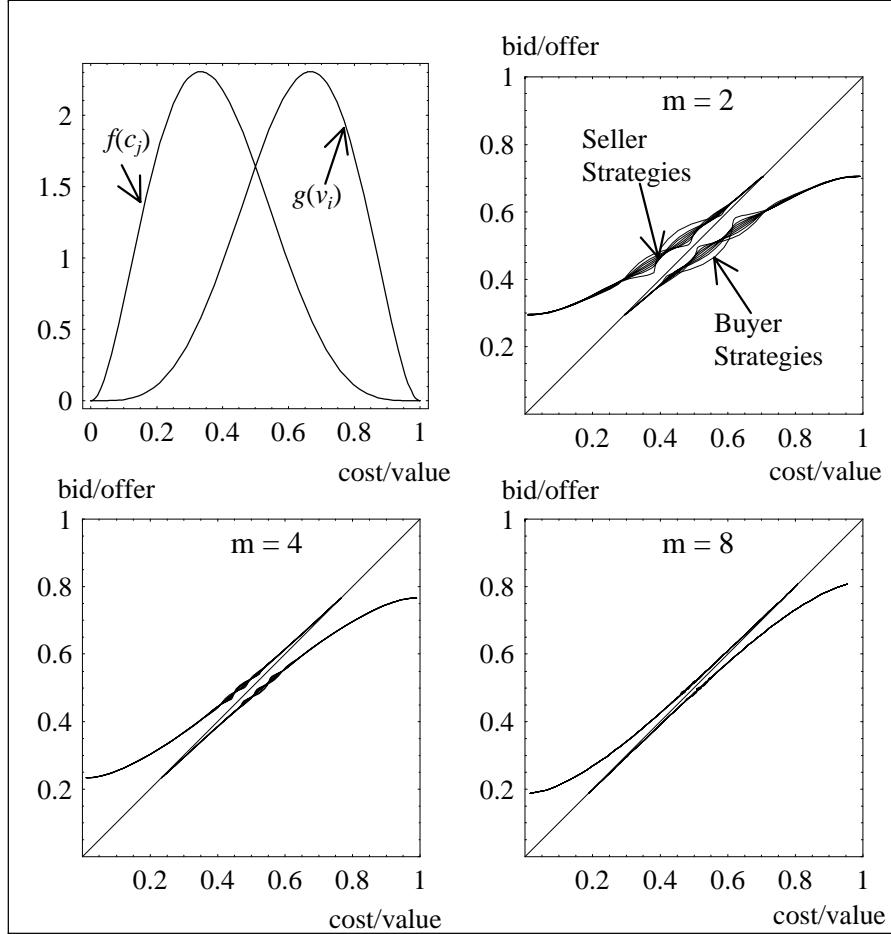 2
1.5
1
0.5
0
f(c_j)
g(v_i)
0 0.2 0.4 0.6 0.8 1
cost/value
bid/offer
1
0.8
0.6
0.4
0.2
m = 2
Seller
Strategies
Buyer
Strategies
0.2 0.4 0.6 0.8 1
cost/value
bid/offer
1
0.8
0.6
0.4
0.2
m = 4
0.2 0.4 0.6 0.8 1
cost/value
bid/offer
1
0.8
0.6
0.4
0.2
m = 8
0.2 0.4 0.6 0.8 1
cost/value